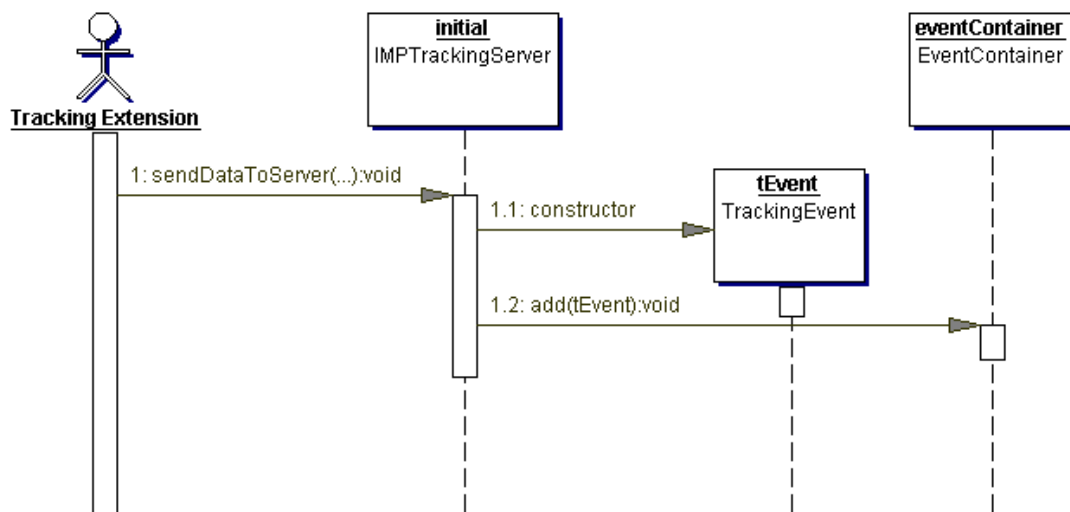 initial
IMPTrackingServer
eventContainer
EventContainer
Tracking Extension
1: sendDataToServer(...):void
tEvent
TrackingEvent
1.1: constructor
1.2: add(tEvent):void